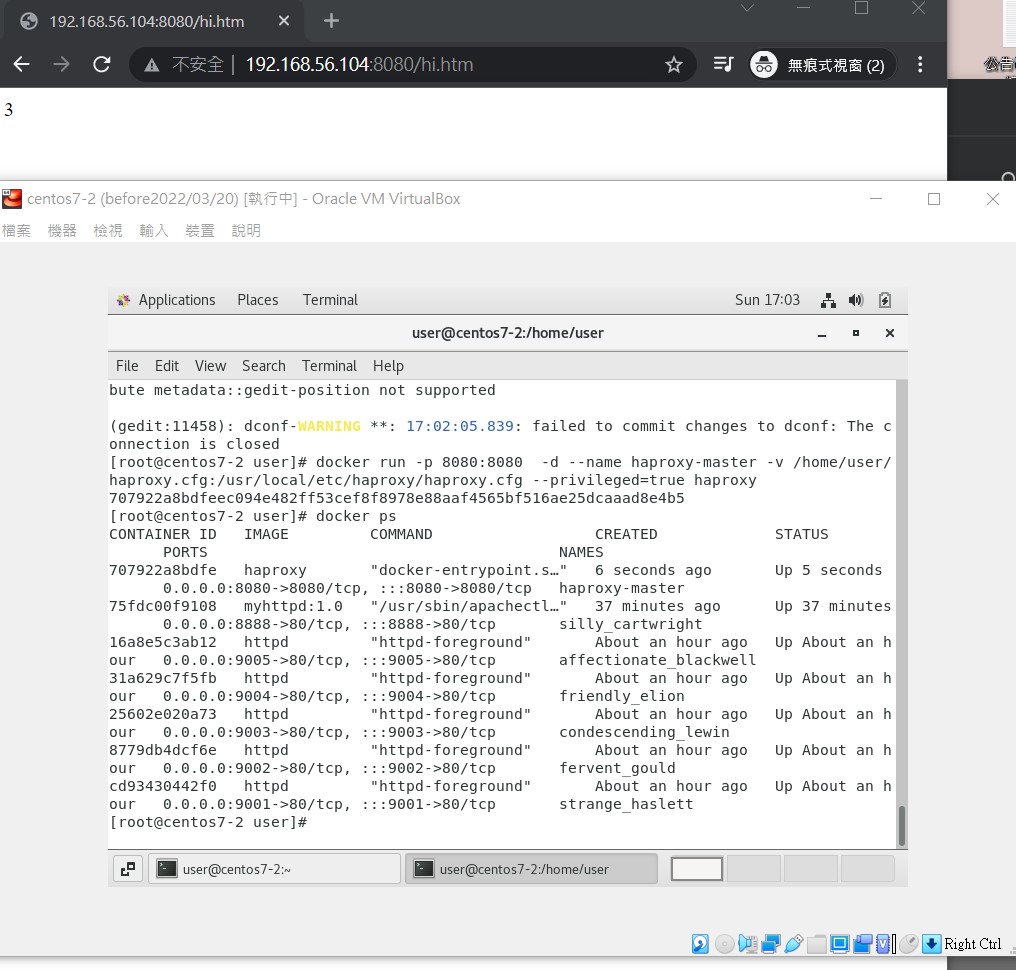 192.168.56.104:8080/hi.htm
不安全 | 192.168.56.104:8080/hi.htm 無痕式視窗 (2)
公告
3
centos7-2 (before2022/03/20) [執行中] - Oracle VM VirtualBox
檔案 機器 檢視 輸入 裝置 說明
Applications Places Terminal Sun 17:03
user@centos7-2:/home/user
File Edit View Search Terminal Help
bute metadata::gedit-position not supported
(gedit:11458): dconf-WARNING **: 17:02:05.839: failed to commit changes to dconf: The c
onnection is closed
[root@centos7-2 user]# docker run -p 8080:8080  -d --name haproxy-master -v /home/user/
haproxy.cfg:/usr/local/etc/haproxy/haproxy.cfg --privileged=true haproxy
707922a8bdfeec094e482ff53cef8f8978e88aaf4565bf516ae25dcaaad8e4b5
[root@centos7-2 user]# docker ps
CONTAINER ID   IMAGE         COMMAND                  CREATED             STATUS
      PORTS                                       NAMES
707922a8bdfe   haproxy       "docker-entrypoint.s…"   6 seconds ago       Up 5 seconds
      0.0.0.0:8080->8080/tcp, :::8080->8080/tcp   haproxy-master
75fdc00f9108   myhttpd:1.0   "/usr/sbin/apachectl…"   37 minutes ago      Up 37 minutes
      0.0.0.0:8888->80/tcp, :::8888->80/tcp       silly_cartwright
16a8e5c3ab12   httpd         "httpd-foreground"       About an hour ago   Up About an h
our   0.0.0.0:9005->80/tcp, :::9005->80/tcp       affectionate_blackwell
31a629c7f5fb   httpd         "httpd-foreground"       About an hour ago   Up About an h
our   0.0.0.0:9004->80/tcp, :::9004->80/tcp       friendly_elion
25602e020a73   httpd         "httpd-foreground"       About an hour ago   Up About an h
our   0.0.0.0:9003->80/tcp, :::9003->80/tcp       condescending_lewin
8779db4dcf6e   httpd         "httpd-foreground"       About an hour ago   Up About an h
our   0.0.0.0:9002->80/tcp, :::9002->80/tcp       fervent_gould
cd93430442f0   httpd         "httpd-foreground"       About an hour ago   Up About an h
our   0.0.0.0:9001->80/tcp, :::9001->80/tcp       strange_haslett
[root@centos7-2 user]#
user@centos7-2:~ user@centos7-2:/home/user
Right Ctrl